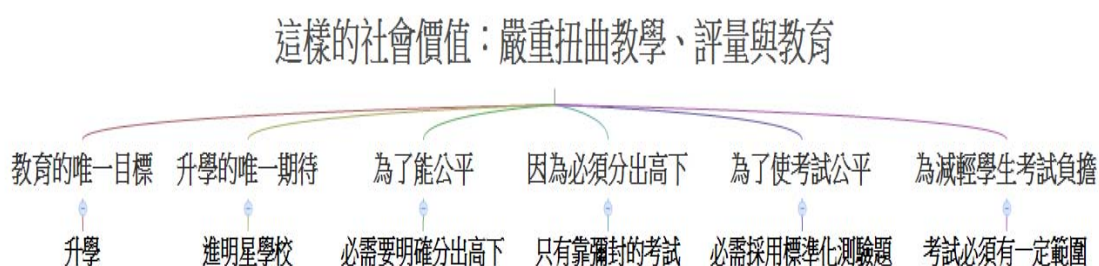 這樣的社會價值：嚴重扭曲教學、評量與教育
教育的唯一目標 升學的唯一期待 為了能公平 因為必須分出高下 為了使考試公平 為減輕學生考試負擔
升學 進明星學校 必需要明確分出高下 只有靠彌封的考試 必需採用標準化測驗題 考試必須有一定範圍